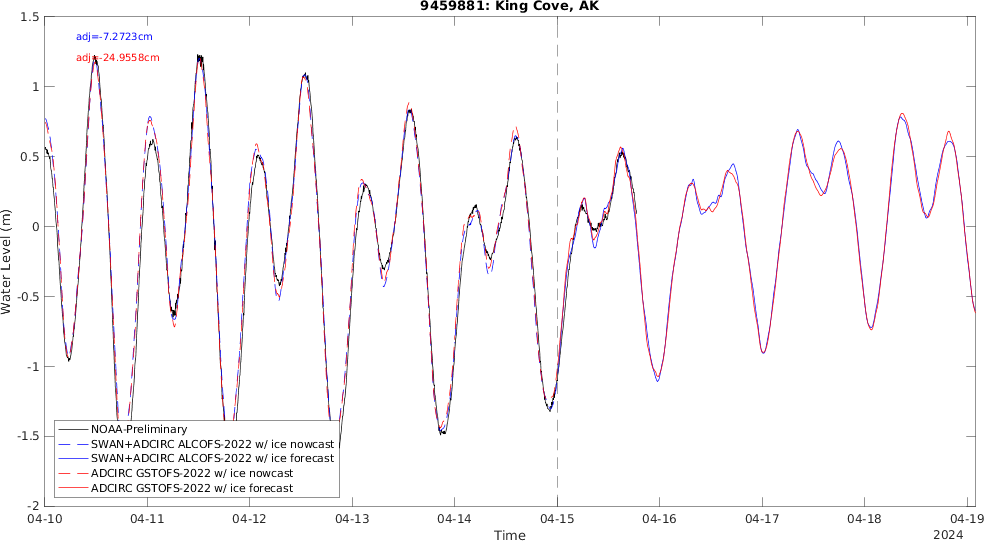 9459881: King Cove, AK
adj=-7.2723cm
adj=-24.9558cm
Water Level (m)
1.5
1
0.5
0
-0.5
-1
-1.5
-2
NOAA-Preliminary
SWAN+ADCIRC ALCOFS-2022 w/ ice nowcast
SWAN+ADCIRC ALCOFS-2022 w/ ice forecast
ADCIRC GSTOFS-2022 w/ ice nowcast
ADCIRC GSTOFS-2022 w/ ice forecast
04-10 04-11 04-12 04-13 04-14 04-15 04-16 04-17 04-18 04-19
Time
2024